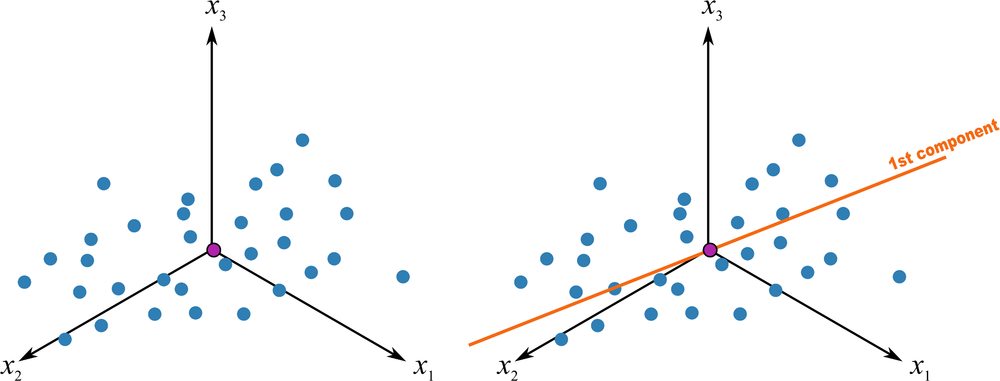 x₃
x₃
1st component
x₂
x₁
x₂
x₁